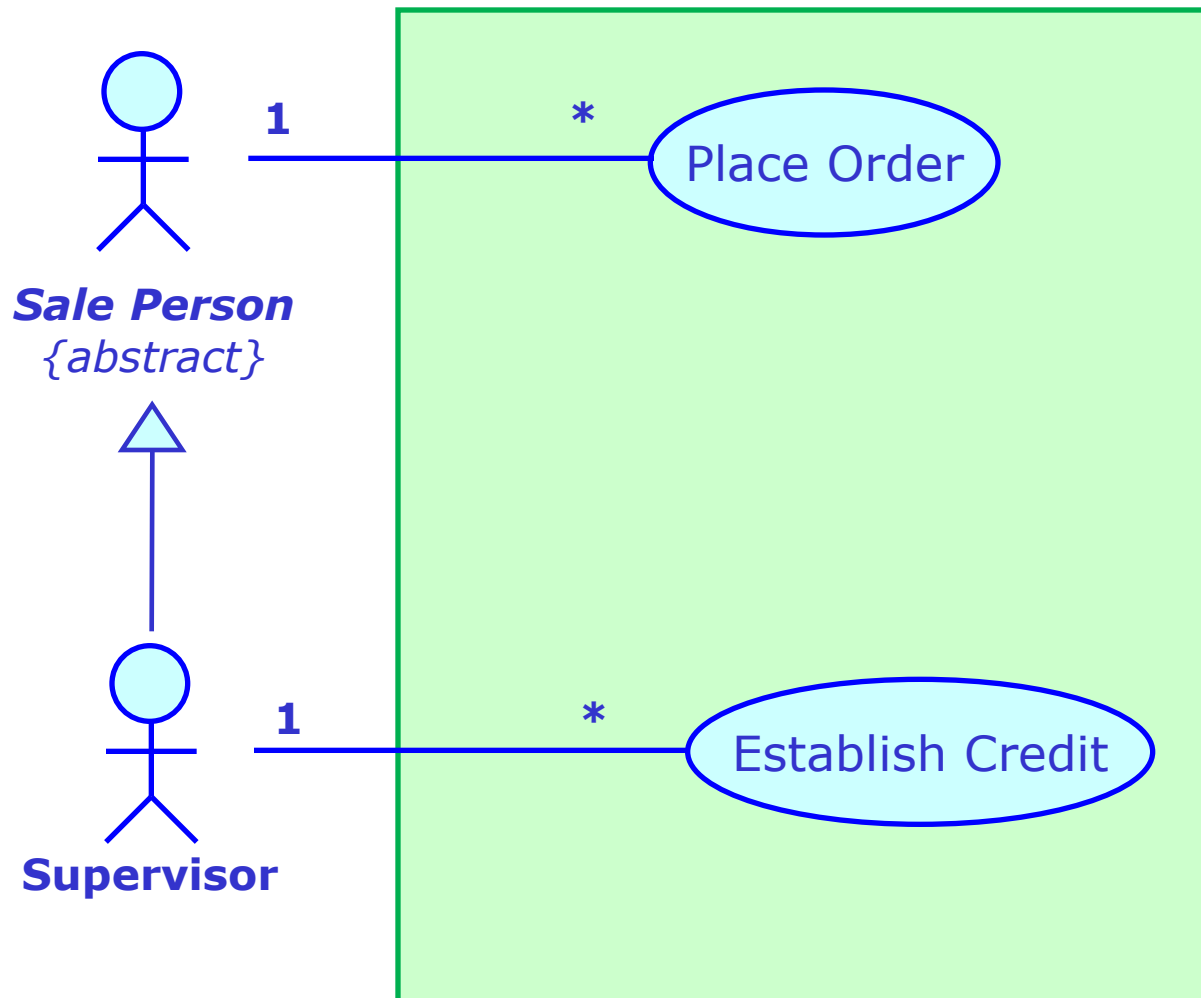 1 *
Place Order
Sale Person
{abstract}
1 *
Establish Credit
Supervisor